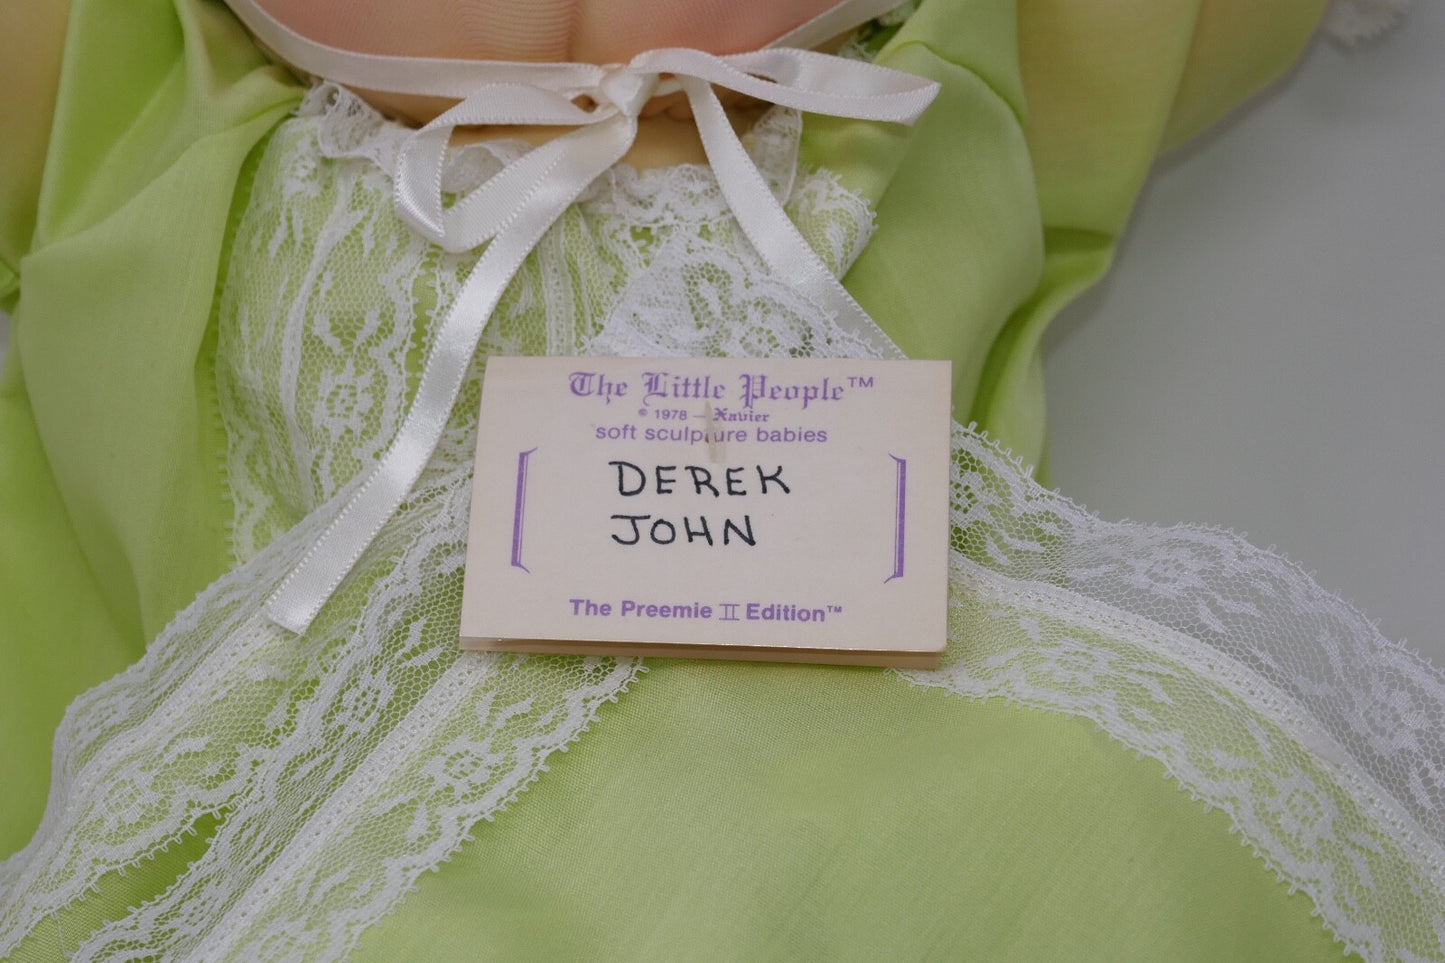 The Little People™
© 1978 — Xavier
soft sculpture babies
DEREK
JOHN
The Preemie II Edition™